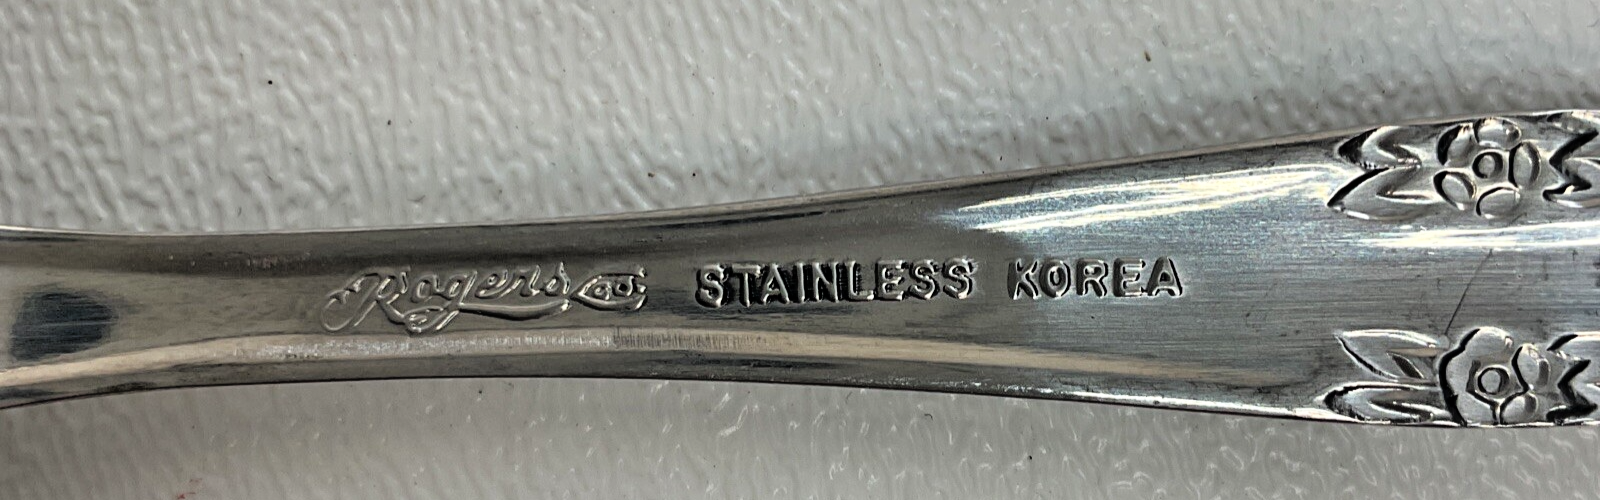 Rogers Co. STAINLESS KOREA